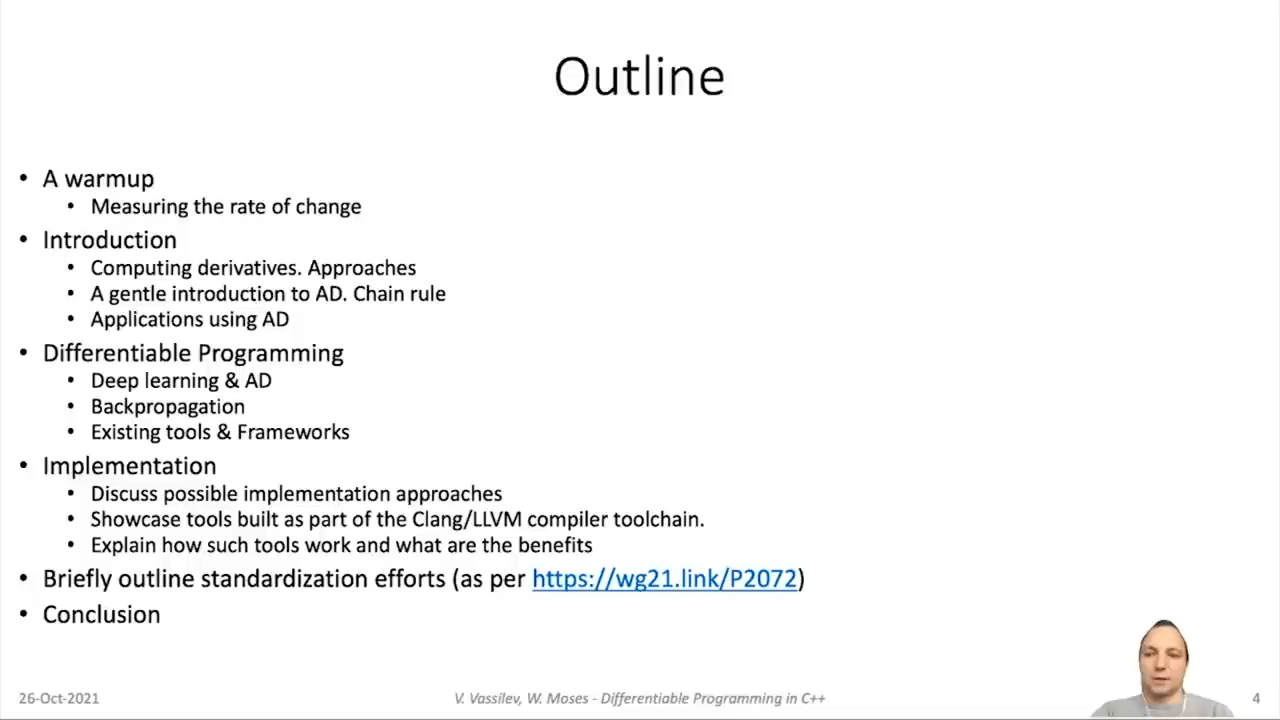 Outline
• A warmup
• Measuring the rate of change
• Introduction
• Computing derivatives. Approaches
• A gentle introduction to AD. Chain rule
• Applications using AD
• Differentiable Programming
• Deep learning & AD
• Backpropagation
• Existing tools & Frameworks
• Implementation
• Discuss possible implementation approaches
• Showcase tools built as part of the Clang/LLVM compiler toolchain.
• Explain how such tools work and what are the benefits
• Briefly outline standardization efforts (as per https://wg21.link/P2072)
• Conclusion
26-Oct-2021
V. Vassilev, W. Moses - Differentiable Programming in C++
4